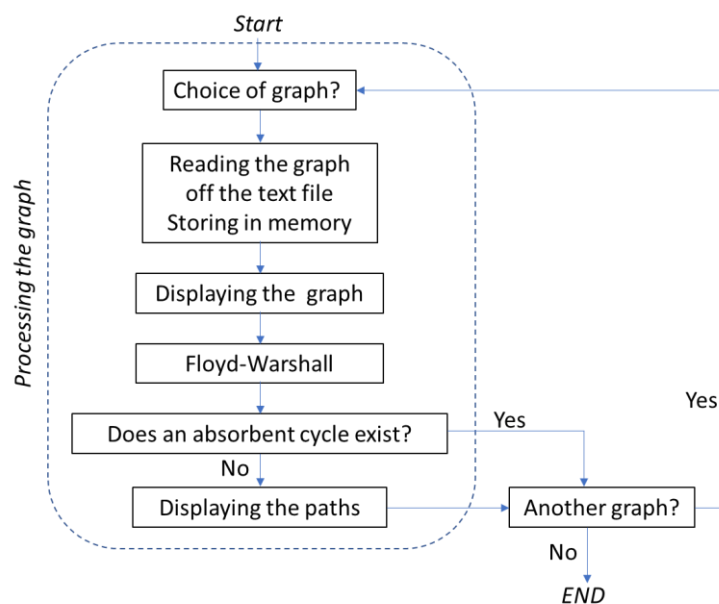 Start
Choice of graph?
Reading the graph
off the text file
Storing in memory
Processing the graph
Displaying the  graph
Floyd-Warshall
Yes
Does an absorbent cycle exist?
Yes
No
Displaying the paths
Another graph?
No
END